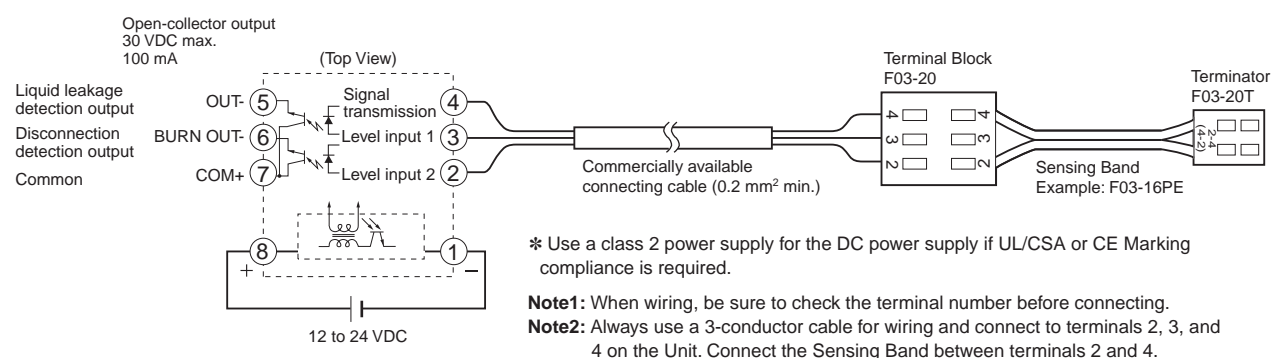 Open-collector output
30 VDC max.
100 mA
(Top View)
Liquid leakage
detection output
OUT-
5
Signal
transmission
4
Disconnection
detection output
BURN OUT-
6
Level input 1
3
Common
COM+
7
Level input 2
2
8
1
+
−
12 to 24 VDC
Commercially available
connecting cable (0.2 mm² min.)
Terminal Block
F03-20
4
4
3
3
2
2
Sensing Band
Example: F03-16PE
Terminator
F03-20T
2-4
(4-2)
✻ Use a class 2 power supply for the DC power supply if UL/CSA or CE Marking
compliance is required.
Note1: When wiring, be sure to check the terminal number before connecting.
Note2: Always use a 3-conductor cable for wiring and connect to terminals 2, 3, and
4 on the Unit. Connect the Sensing Band between terminals 2 and 4.